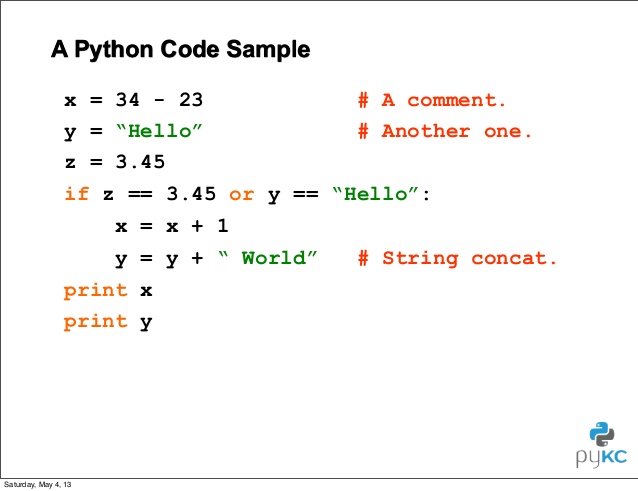 A Python Code Sample
x = 34 - 23 # A comment.
y = “Hello” # Another one.
z = 3.45
if z == 3.45 or y == “Hello”:
x = x + 1
y = y + “ World” # String concat.
print x
print y
pyKC
Saturday, May 4, 13